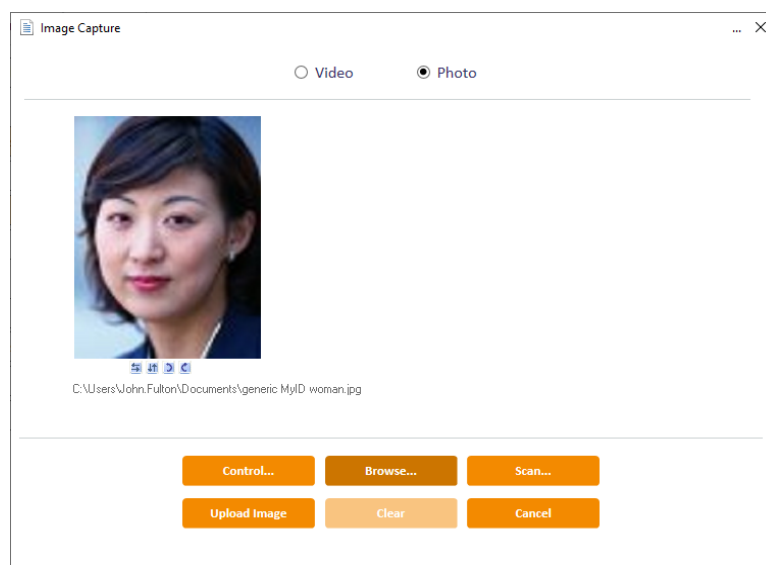 Image Capture
...
Video
Photo
C:\Users\John.Fulton\Documents\generic MyID woman.jpg
Control...
Browse...
Scan...
Upload Image
Clear
Cancel